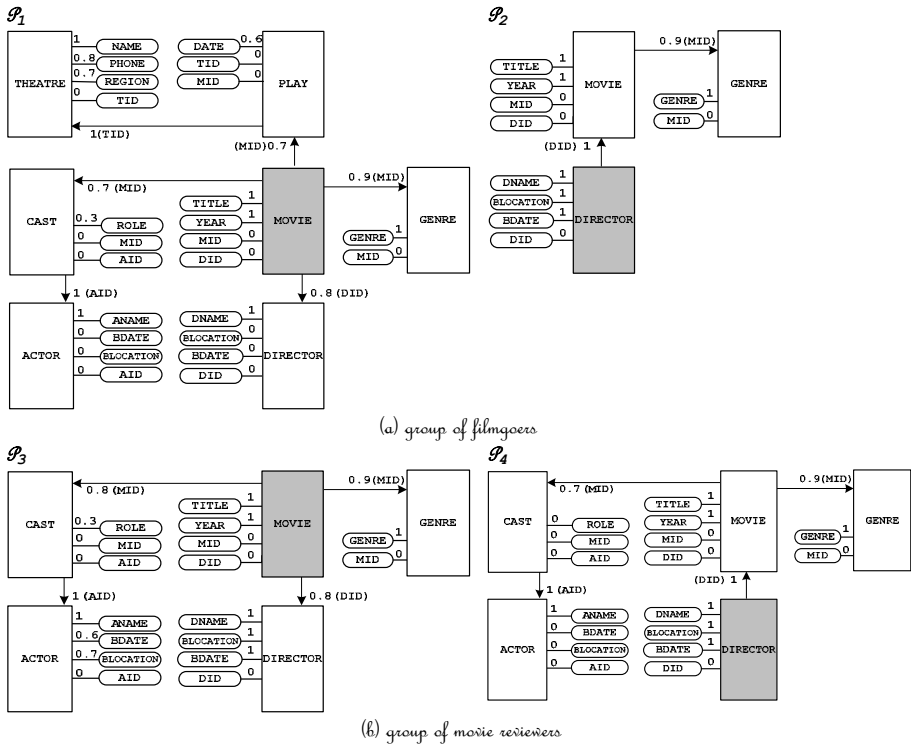 P1
THEATRE
1 NAME
0.8 PHONE
0.7 REGION
0 TID
DATE 0.6
TID 0
MID 0
PLAY
1(TID)
(MID)0.7
CAST
0.7 (MID)
0.3 ROLE
0 MID
0 AID
TITLE 1
YEAR 1
MID 0
DID 0
MOVIE
0.9(MID)
GENRE 1
MID 0
GENRE
1 (AID)
0.8 (DID)
ACTOR
1 ANAME
0 BDATE
0 BLOCATION
0 AID
DNAME 1
BLOCATION 0
BDATE 0
DID 0
DIRECTOR
P2
TITLE 1
YEAR 1
MID 0
DID 0
MOVIE
0.9(MID)
GENRE 1
MID 0
GENRE
(DID) 1
DNAME 1
BLOCATION 1
BDATE 1
DID 0
DIRECTOR
(a) group of filmgoers
P3
CAST
0.8 (MID)
0.3 ROLE
0 MID
0 AID
TITLE 1
YEAR 1
MID 0
DID 0
MOVIE
0.9(MID)
GENRE 1
MID 0
GENRE
1 (AID)
0.8 (DID)
ACTOR
1 ANAME
0.6 BDATE
0.7 BLOCATION
0 AID
DNAME 1
BLOCATION 1
BDATE 1
DID 0
DIRECTOR
P4
CAST
0.7 (MID)
0 ROLE
0 MID
0 AID
TITLE 1
YEAR 1
MID 0
DID 0
MOVIE
0.9(MID)
GENRE 1
MID 0
GENRE
1 (AID)
(DID) 1
ACTOR
1 ANAME
0 BDATE
0 BLOCATION
0 AID
DNAME 1
BLOCATION 1
BDATE 1
DID 0
DIRECTOR
(b) group of movie reviewers